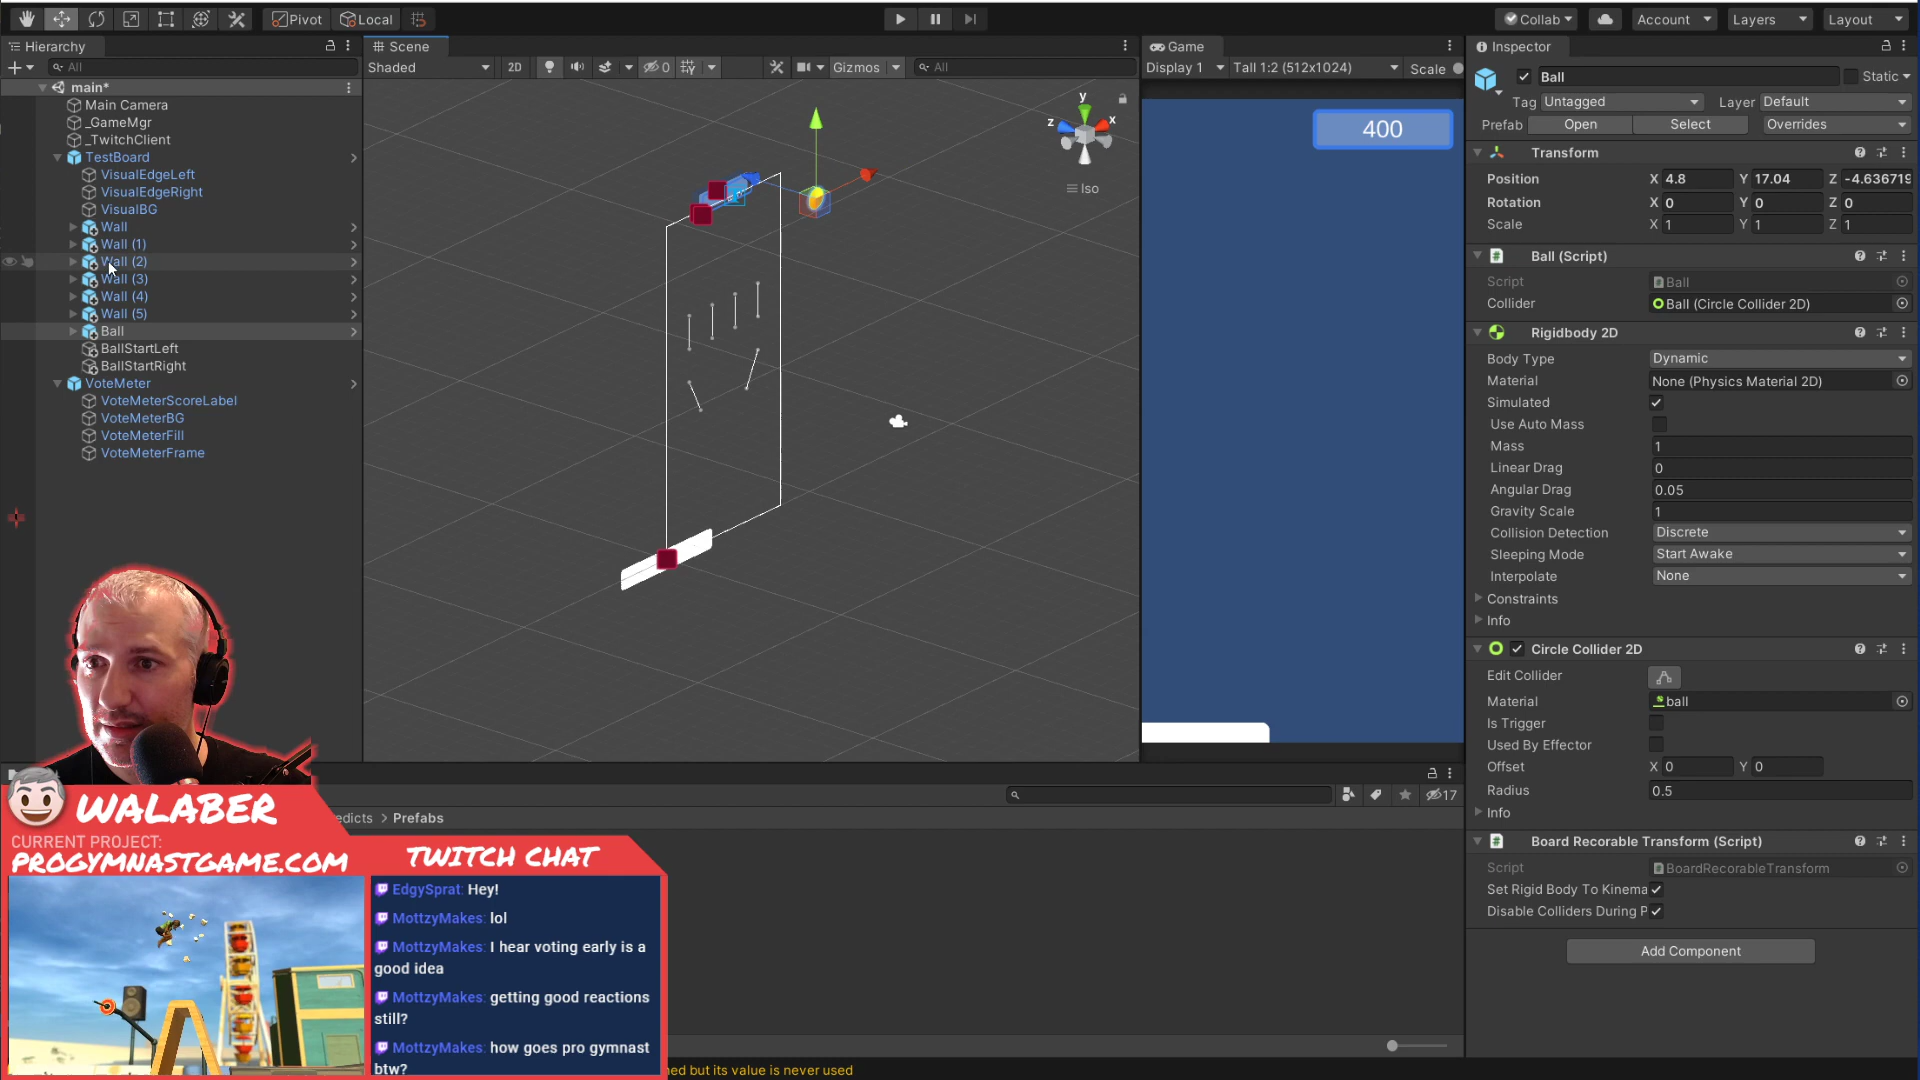 Pivot
Local
Collab
Account
Layers
Layout
Hierarchy
All
main*
Main Camera
_GameMgr
_TwitchClient
TestBoard
VisualEdgeLeft
VisualEdgeRight
VisualBG
Wall
Wall (1)
Wall (2)
Wall (3)
Wall (4)
Wall (5)
Ball
BallStartLeft
BallStartRight
VoteMeter
VoteMeterScoreLabel
VoteMeterBG
VoteMeterFill
VoteMeterFrame
Scene
Shaded
2D
0
Gizmos
All
y
z
x
Iso
Game
Display 1
Tall 1:2 (512x1024)
Scale
400
Inspector
Ball
Static
Tag Untagged Layer Default
Prefab Open Select Overrides
Transform
Position X 4.8 Y 17.04 Z -4.636719
Rotation X 0 Y 0 Z 0
Scale X 1 Y 1 Z 1
Ball (Script)
Script Ball
Collider Ball (Circle Collider 2D)
Rigidbody 2D
Body Type Dynamic
Material None (Physics Material 2D)
Simulated
Use Auto Mass
Mass 1
Linear Drag 0
Angular Drag 0.05
Gravity Scale 1
Collision Detection Discrete
Sleeping Mode Start Awake
Interpolate None
Constraints
Info
Circle Collider 2D
Edit Collider
Material ball
Is Trigger
Used By Effector
Offset X 0 Y 0
Radius 0.5
Info
Board Recorable Transform (Script)
Script BoardRecorableTransform
Set Rigid Body To Kinema
Disable Colliders During P
Add Component
17
edicts > Prefabs
WALABER
CURRENT PROJECT:
PROGYMNASTGAME.COM
TWITCH CHAT
EdgySprat: Hey!
MottzyMakes: lol
MottzyMakes: I hear voting early is a
good idea
MottzyMakes: getting good reactions
still?
MottzyMakes: how goes pro gymnast
btw?
ned but its value is never used